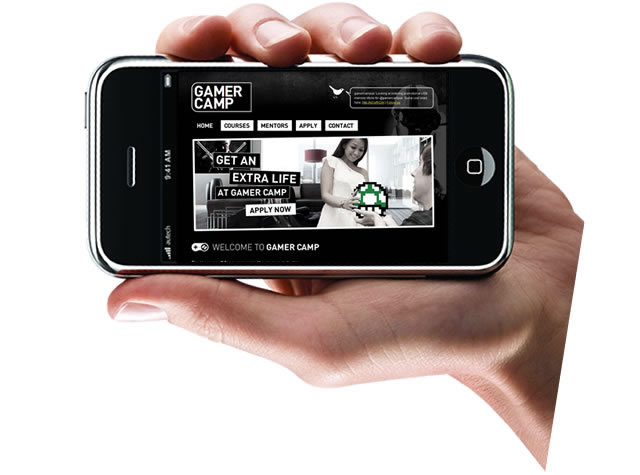 GAMER
CAMP
HOME COURSES MENTORS APPLY CONTACT
GET AN
EXTRA LIFE
AT GAMER CAMP
APPLY NOW
WELCOME TO GAMER CAMP
9:41 AM